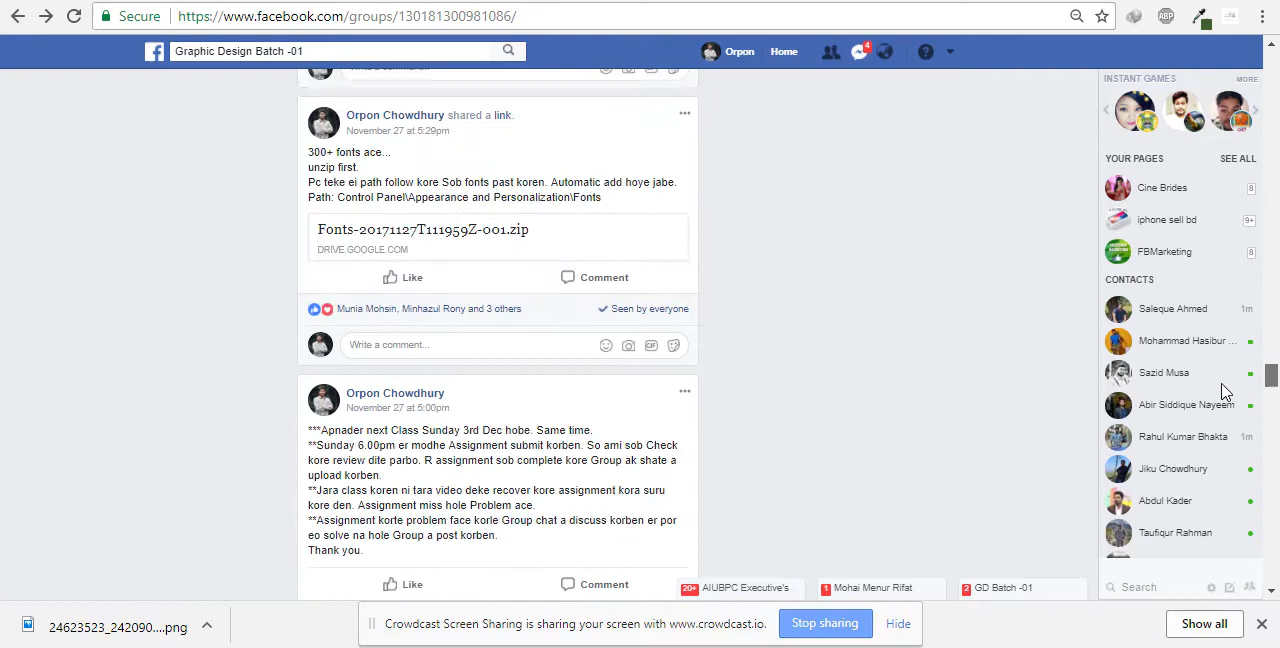 Secure
https://www.facebook.com/groups/130181300981086/
ABP
Graphic Design Batch -01
Orpon
Home
4
Orpon Chowdhury shared a link.
November 27 at 5:29pm
300+ fonts ace...
unzip first.
Pc teke ei path follow kore Sob fonts past koren. Automatic add hoye jabe.
Path: Control Panel\Appearance and Personalization\Fonts
Fonts-20171127T111959Z-001.zip
DRIVE.GOOGLE.COM
Like
Comment
Munia Mohsin, Minhazul Rony and 3 others
Seen by everyone
Write a comment...
GIF
Orpon Chowdhury
November 27 at 5:00pm
***Apnader next Class Sunday 3rd Dec hobe. Same time.
**Sunday 6.00pm er modhe Assignment submit korben. So ami sob Check
kore review dite parbo. R assignment sob complete kore Group ak shate a
upload korben.
**Jara class koren ni tara video deke recover kore assignment kora suru
kore den. Assignment miss hole Problem ace.
**Assignment korte problem face korle Group chat a discuss korben er por
eo solve na hole Group a post korben.
Thank you.
Like
Comment
INSTANT GAMES
MORE
YOUR PAGES
SEE ALL
Cine Brides
8
iphone sell bd
9+
FBMarketing
8
CONTACTS
Saleque Ahmed
1m
Mohammad Hasibur ...
Sazid Musa
Abir Siddique Nayeem
Rahul Kumar Bhakta
1m
Jiku Chowdhury
Abdul Kader
Taufiqur Rahman
Search
20+
AIUBPC Executive's
1
Mohai Menur Rifat
2
GD Batch -01
24623523_242090....png
Crowdcast Screen Sharing is sharing your screen with www.crowdcast.io.
Stop sharing
Hide
Show all